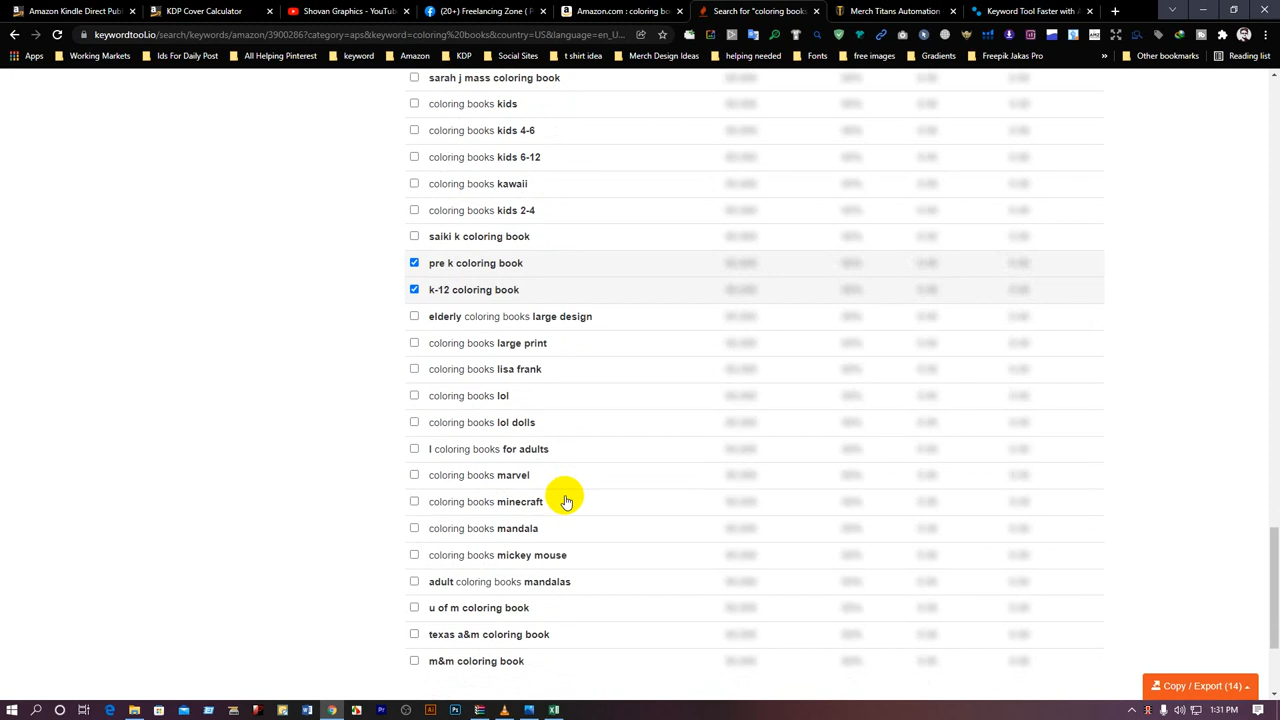 Amazon Kindle Direct Publ
KDP Cover Calculator
Shovan Graphics - YouTube
(20+) Freelancing Zone ( P
Amazon.com : coloring bo
Search for "coloring books
Merch Titans Automation
Keyword Tool Faster with A
keywordtool.io/search/keywords/amazon/3900286?category=aps&keyword=coloring%20books&country=US&language=en_U...
Apps
Working Markets
Ids For Daily Post
All Helping Pinterest
keyword
Amazon
KDP
Social Sites
t shirt idea
Merch Design Ideas
helping needed
Fonts
free images
Gradients
Freepik Jakas Pro
»
Other bookmarks
Reading list
sarah j mass coloring book
coloring books kids
coloring books kids 4-6
coloring books kids 6-12
coloring books kawaii
coloring books kids 2-4
saiki k coloring book
pre k coloring book
k-12 coloring book
elderly coloring books large design
coloring books large print
coloring books lisa frank
coloring books lol
coloring books lol dolls
l coloring books for adults
coloring books marvel
coloring books minecraft
coloring books mandala
coloring books mickey mouse
adult coloring books mandalas
u of m coloring book
texas a&m coloring book
m&m coloring book
Copy / Export (14)
1:31 PM